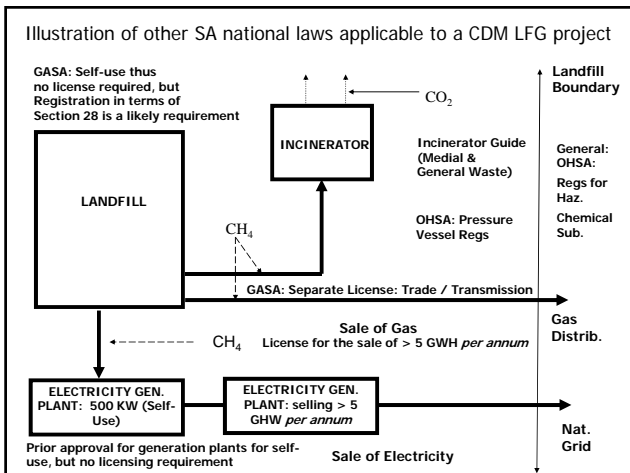 Illustration of other SA national laws applicable to a CDM LFG project
GASA: Self-use thus
no license required, but
Registration in terms of
Section 28 is a likely requirement
CO2
Landfill
Boundary
INCINERATOR
Incinerator Guide
(Medial &
General Waste)
General:
OHSA:
Regs for
Haz.
Chemical
Sub.
LANDFILL
OHSA: Pressure
Vessel Regs
CH4
GASA: Separate License: Trade / Transmission
Gas
Distrib.
Sale of Gas
License for the sale of > 5 GWH per annum
CH4
ELECTRICITY GEN.
PLANT: 500 KW (Self-
Use)
ELECTRICITY GEN.
PLANT: selling > 5
GHW per annum
Nat.
Grid
Prior approval for generation plants for self-
use, but no licensing requirement
Sale of Electricity